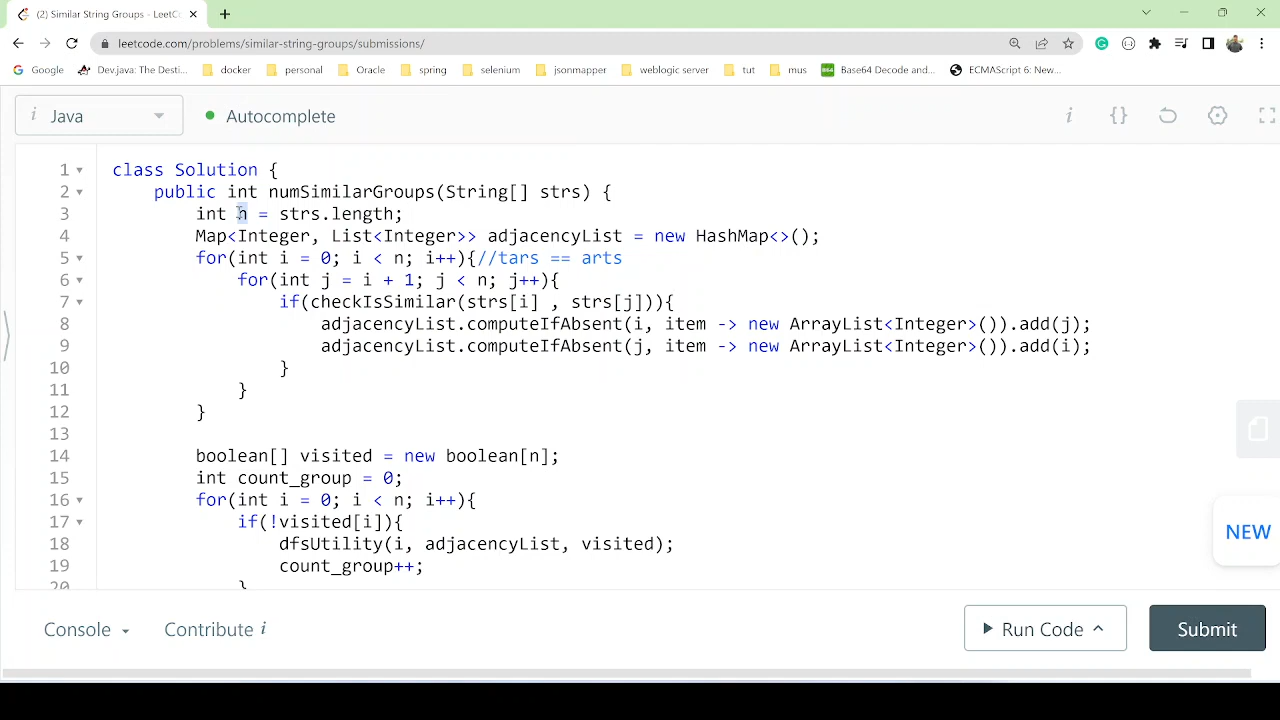 (2) Similar String Groups - LeetCo
leetcode.com/problems/similar-string-groups/submissions/
Google Dev.java: The Desti... docker personal Oracle spring selenium jsonmapper weblogic server tut mus Base64 Decode and... ECMAScript 6: New...
i Java Autocomplete i {}
1 class Solution {
2 public int numSimilarGroups(String[] strs) {
3 int n = strs.length;
4 Map<Integer, List<Integer>> adjacencyList = new HashMap<>();
5 for(int i = 0; i < n; i++){//tars == arts
6 for(int j = i + 1; j < n; j++){
7 if(checkIsSimilar(strs[i] , strs[j])){
8 adjacencyList.computeIfAbsent(i, item -> new ArrayList<Integer>()).add(j);
9 adjacencyList.computeIfAbsent(j, item -> new ArrayList<Integer>()).add(i);
10 }
11 }
12 }
13
14 boolean[] visited = new boolean[n];
15 int count_group = 0;
16 for(int i = 0; i < n; i++){
17 if(!visited[i]){
18 dfsUtility(i, adjacencyList, visited);
19 count_group++;
20 }
NEW
Console Contribute i Run Code Submit